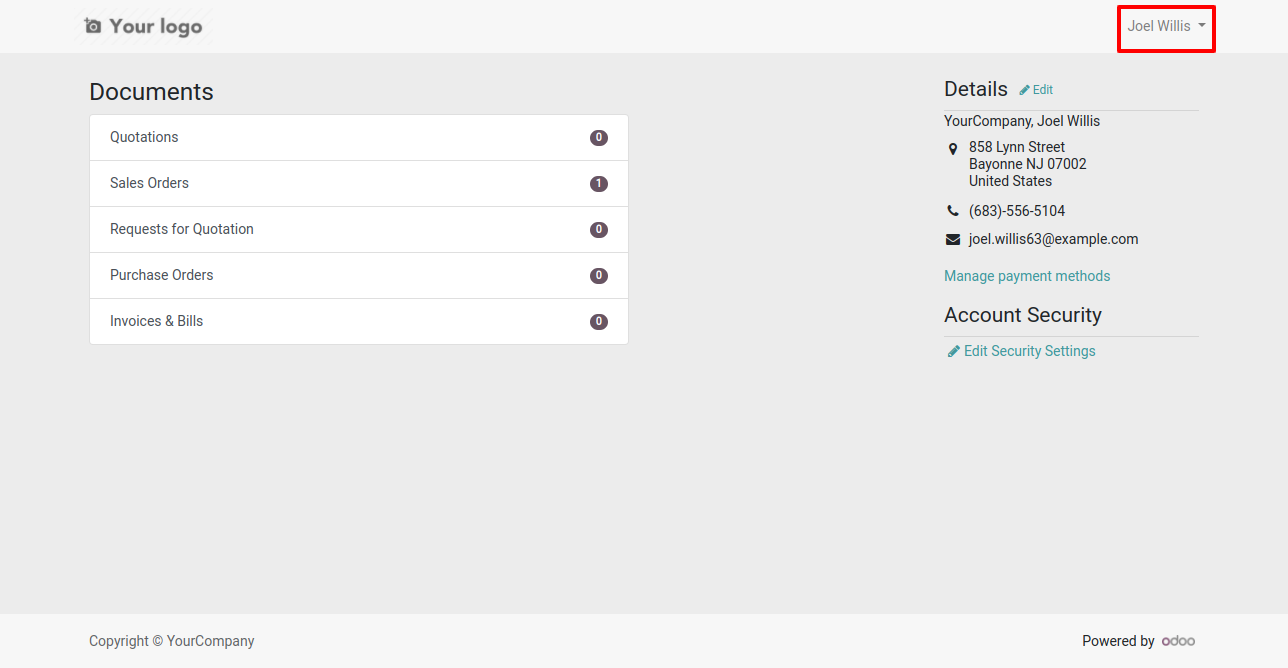 Your logo
Joel Willis
Documents
Quotations 0
Sales Orders 1
Requests for Quotation 0
Purchase Orders 0
Invoices & Bills 0
Details Edit
YourCompany, Joel Willis
858 Lynn Street
Bayonne NJ 07002
United States
(683)-556-5104
joel.willis63@example.com
Manage payment methods
Account Security
Edit Security Settings
Copyright © YourCompany
Powered by odoo